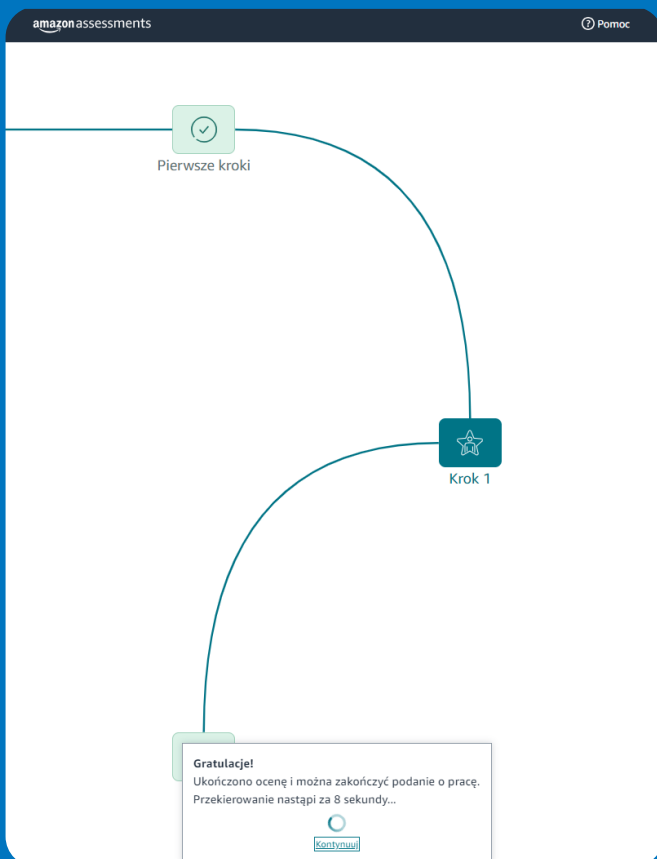 amazon assessments
Pomoc
Pierwsze kroki
Krok 1
Gratulacje!
Ukończono ocenę i można zakończyć podanie o pracę.
Przekierowanie nastąpi za 8 sekundy...
Kontynuuj